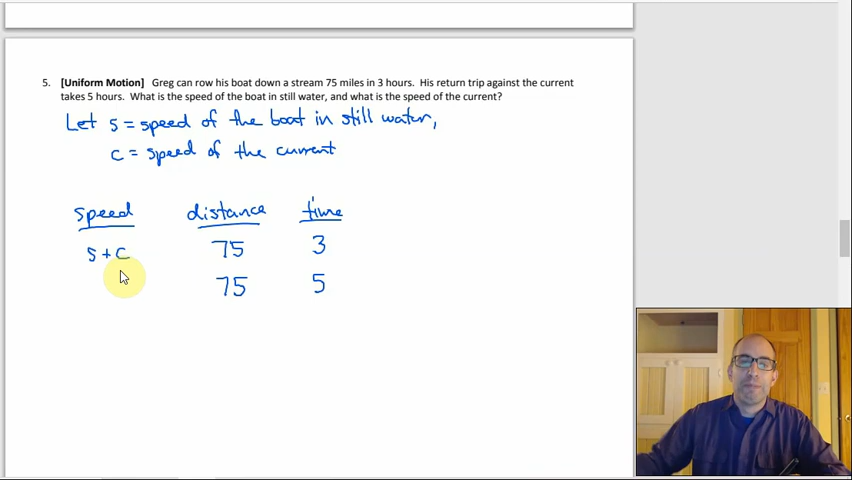 5. [Uniform Motion] Greg can row his boat down a stream 75 miles in 3 hours. His return trip against the current
takes 5 hours. What is the speed of the boat in still water, and what is the speed of the current?
Let s = speed of the boat in still water,
c = speed of the current
speed distance time
s + c 75 3
75 5